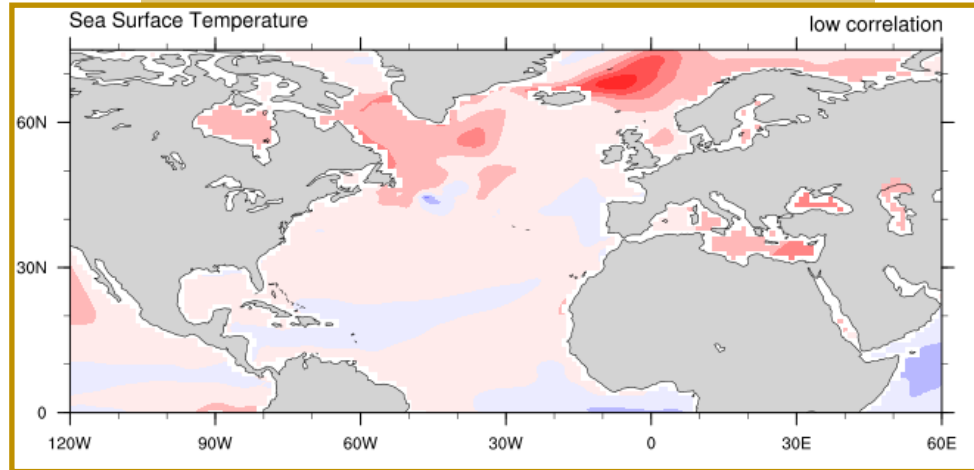 Sea Surface Temperature
low correlation
60N
30N
0
120W 90W 60W 30W 0 30E 60E